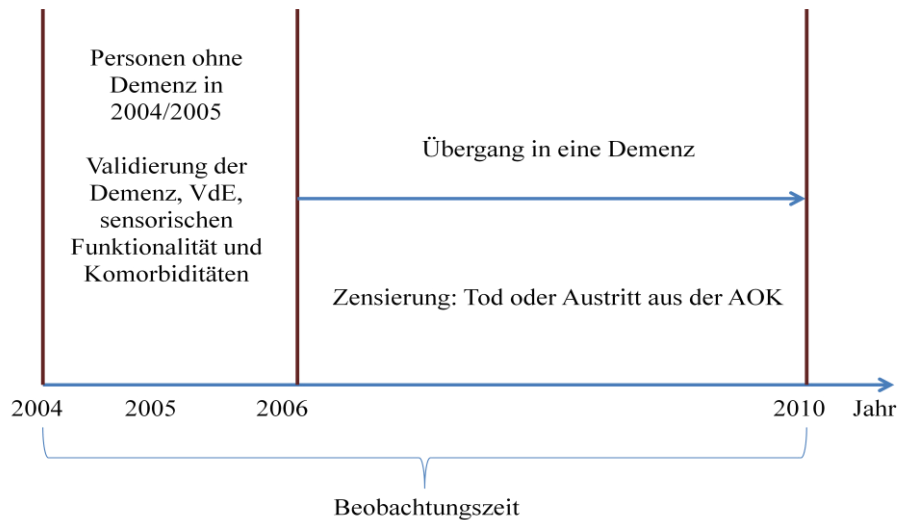 Personen ohne
Demenz in
2004/2005
Validierung der
Demenz, VdE,
sensorischen
Funktionalität und
Komorbiditäten
Übergang in eine Demenz
Zensierung: Tod oder Austritt aus der AOK
2004 2005 2006 2010 Jahr
Beobachtungszeit